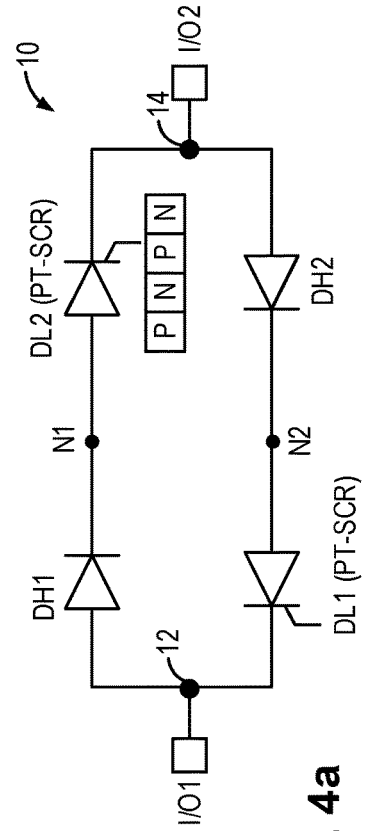 10
I/O1
12
DH1
N1
DL2 (PT-SCR)
P N P N
14
I/O2
DL1 (PT-SCR)
N2
DH2
4a